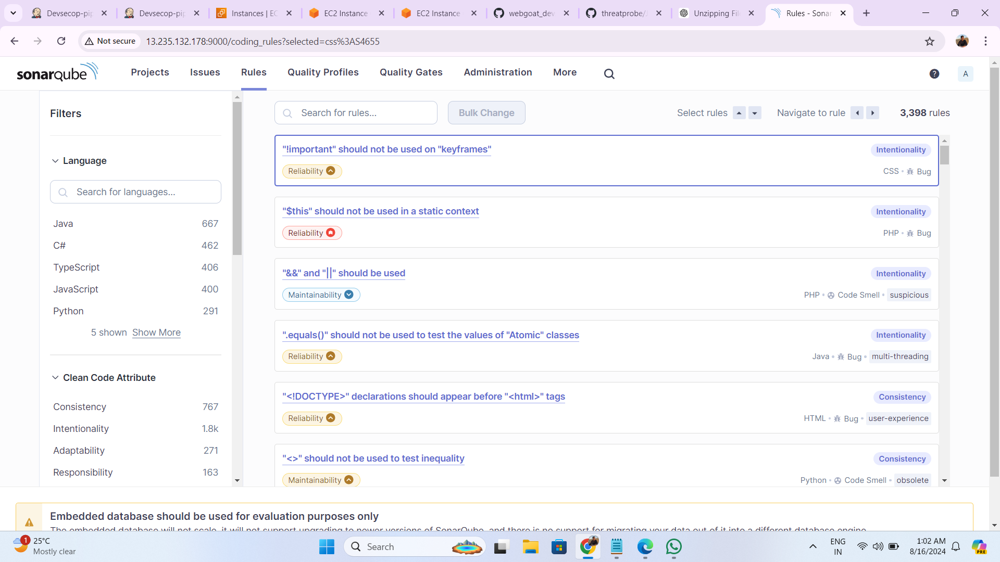 Devsecop-pip
Devsecop-pip
Instances | EC
EC2 Instance
EC2 Instance
webgoat_dev
threatprobe/J
Unzipping Fil
Rules - Sonar
Not secure
13.235.132.178:9000/coding_rules?selected=css%3AS4655
sonarqube
Projects
Issues
Rules
Quality Profiles
Quality Gates
Administration
More
?
A
Filters
Language
Search for languages...
Java 667
C# 462
TypeScript 406
JavaScript 400
Python 291
5 shown Show More
Clean Code Attribute
Consistency 767
Intentionality 1.8k
Adaptability 271
Responsibility 163
Search for rules...
Bulk Change
Select rules
Navigate to rule
3,398 rules
"!important" should not be used on "keyframes"
Intentionality
Reliability
CSS • Bug
"$this" should not be used in a static context
Intentionality
Reliability
PHP • Bug
"&&" and "||" should be used
Intentionality
Maintainability
PHP • Code Smell • suspicious
".equals()" should not be used to test the values of "Atomic" classes
Intentionality
Reliability
Java • Bug • multi-threading
"<!DOCTYPE>" declarations should appear before "<html>" tags
Consistency
Reliability
HTML • Bug • user-experience
"<>" should not be used to test inequality
Consistency
Maintainability
Python • Code Smell • obsolete
Embedded database should be used for evaluation purposes only
The embedded database will not scale, it will not support upgrading to newer versions of SonarQube, and there is no support for migrating your data out of it into a different database engine.
1
25°C
Mostly clear
Search
PRE
ENG
IN
1:02 AM
8/16/2024